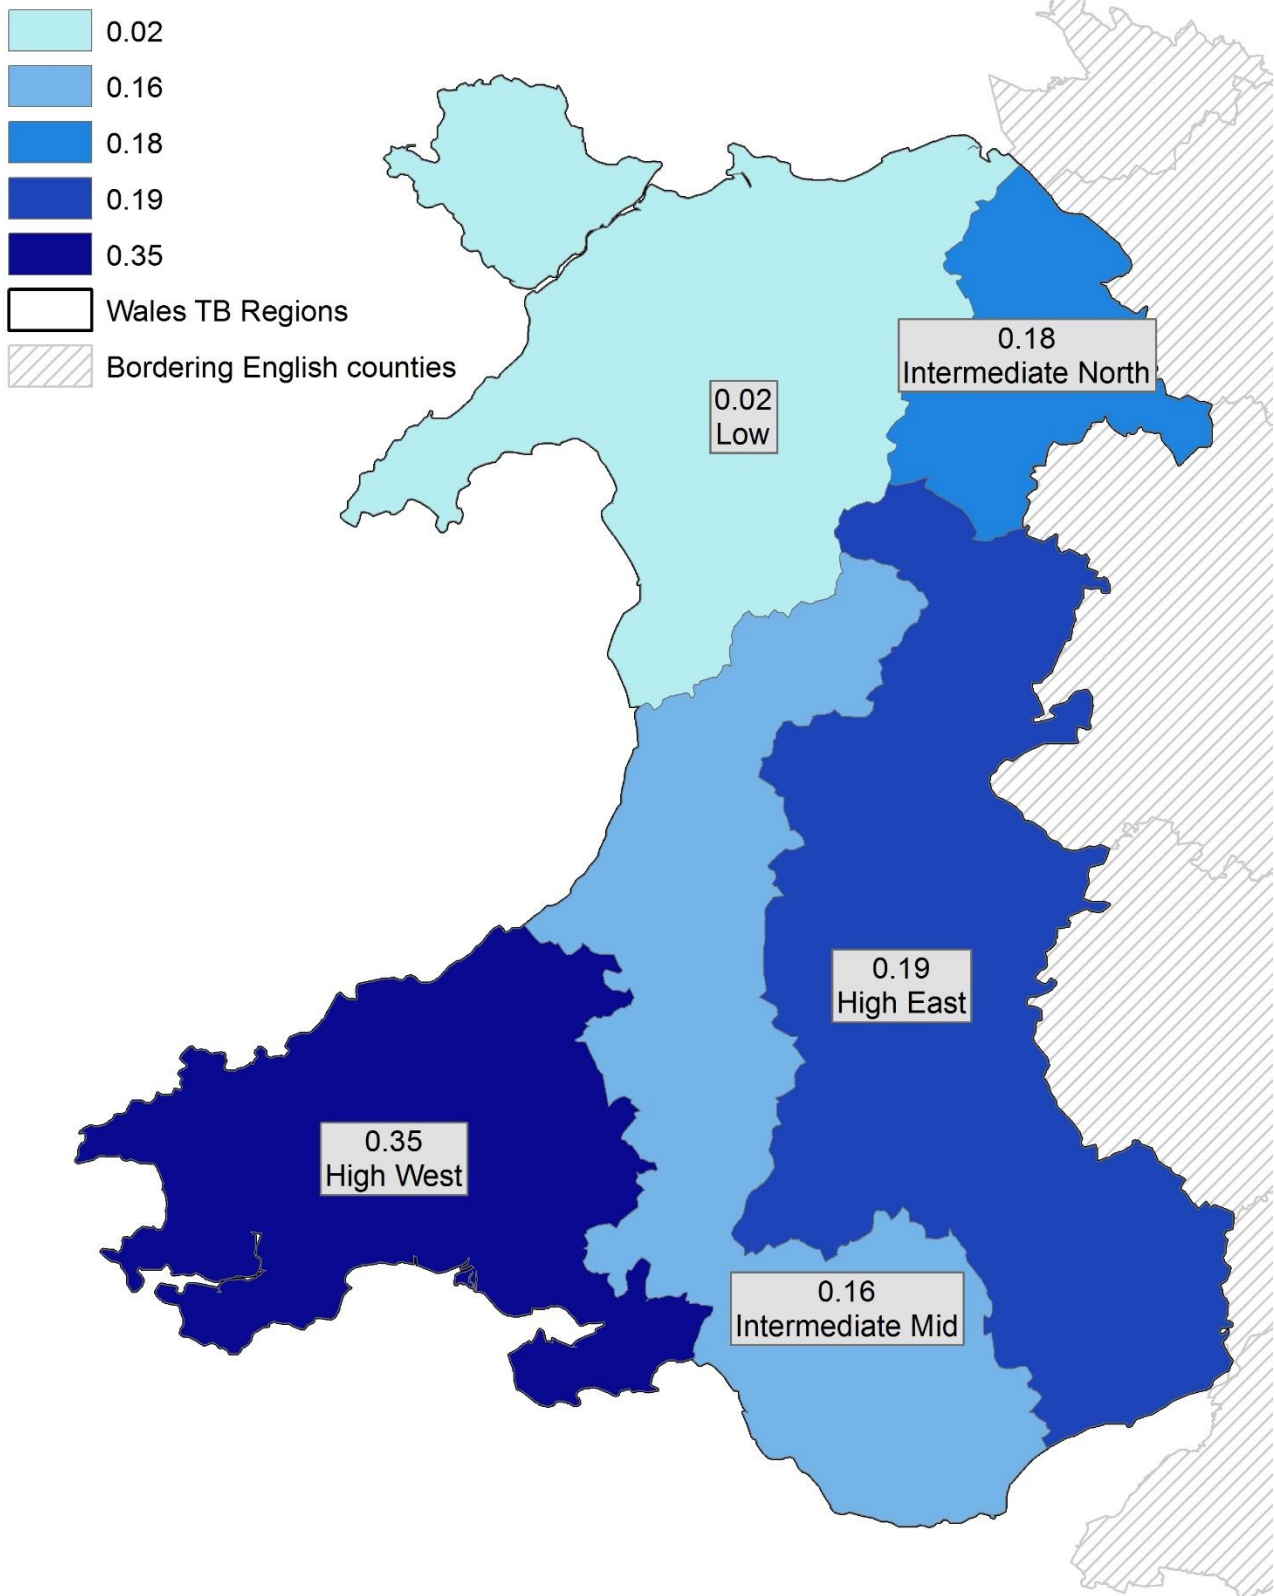 0.02
0.16
0.18
0.19
0.35
Wales TB Regions
Bordering English counties
0.18
Intermediate North
0.02
Low
0.19
High East
0.35
High West
0.16
Intermediate Mid